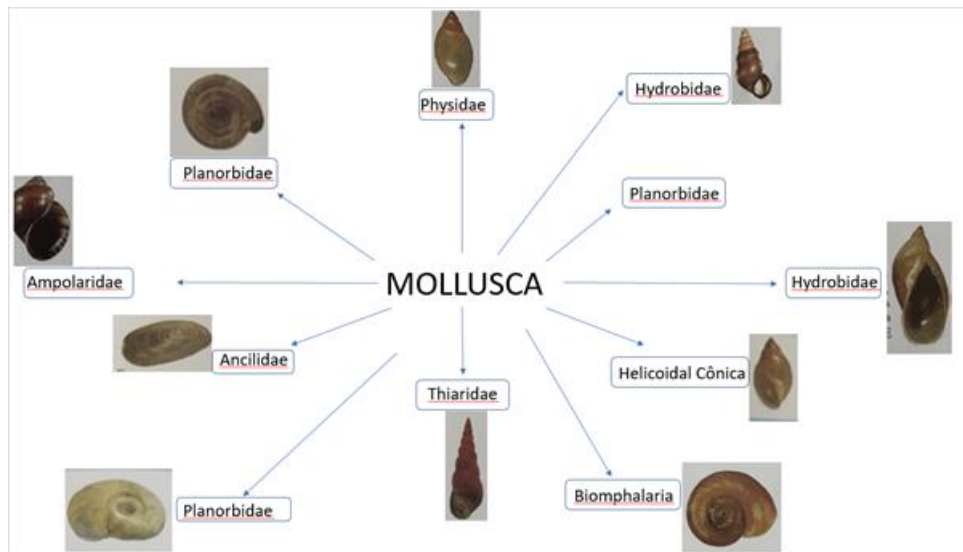 Physidae
Hydrobidae
Planorbidae
Planorbidae
Ampolaridae
MOLLUSCA
Hydrobidae
Ancilidae
Helicoidal Cônica
Thiaridae
Planorbidae
Biomphalaria